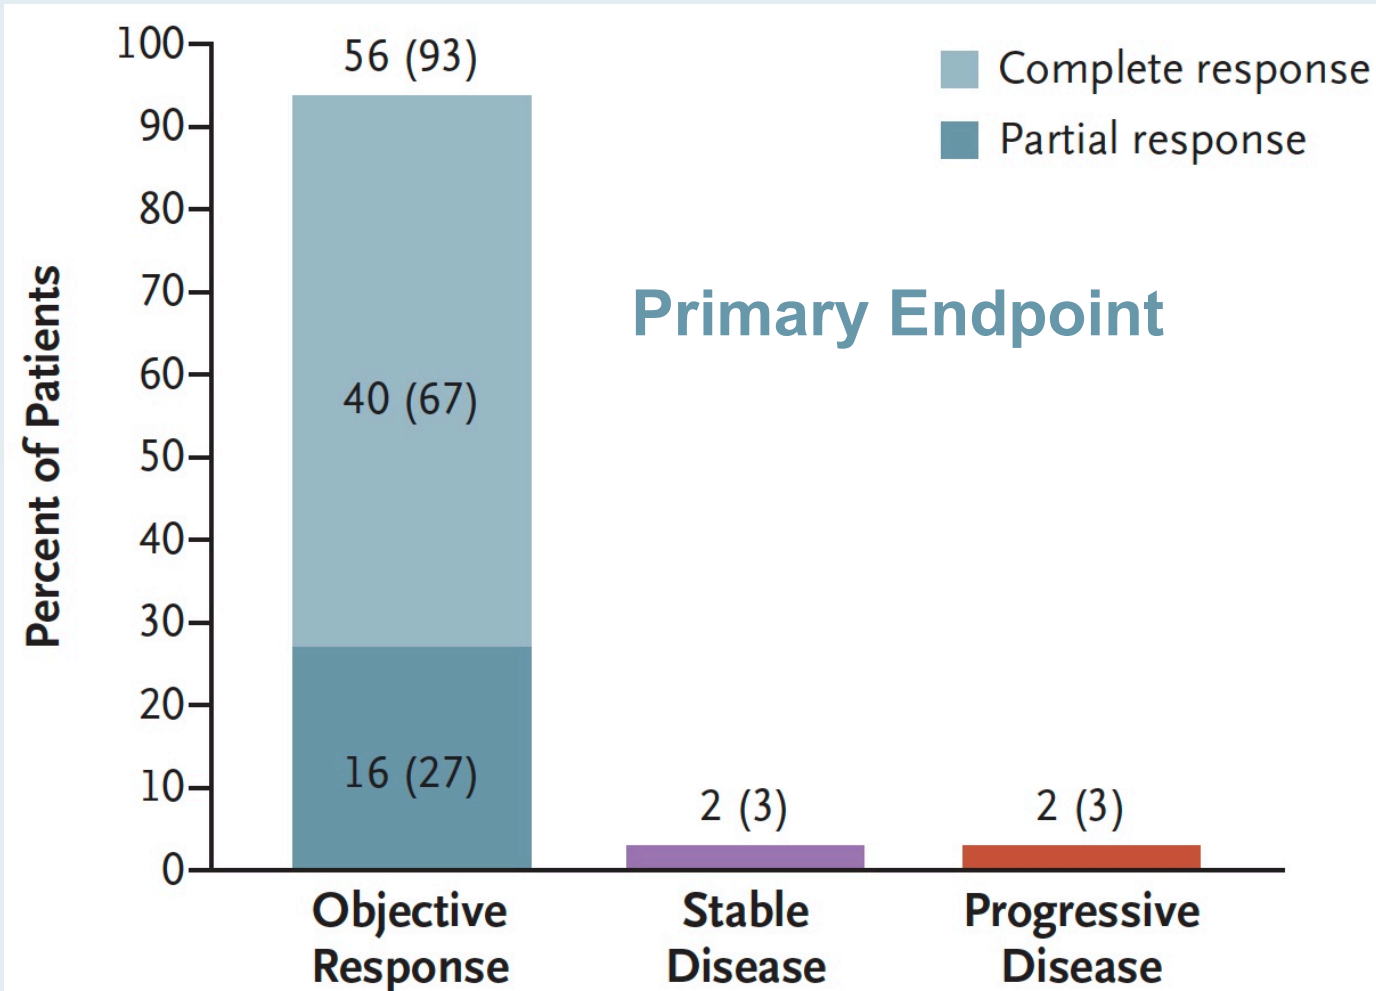 100
90
80
70
60
50
40
30
20
10
0
Percent of Patients
56 (93)
40 (67)
16 (27)
2 (3)
2 (3)
Complete response
Partial response
Primary Endpoint
Objective
Response
Stable
Disease
Progressive
Disease